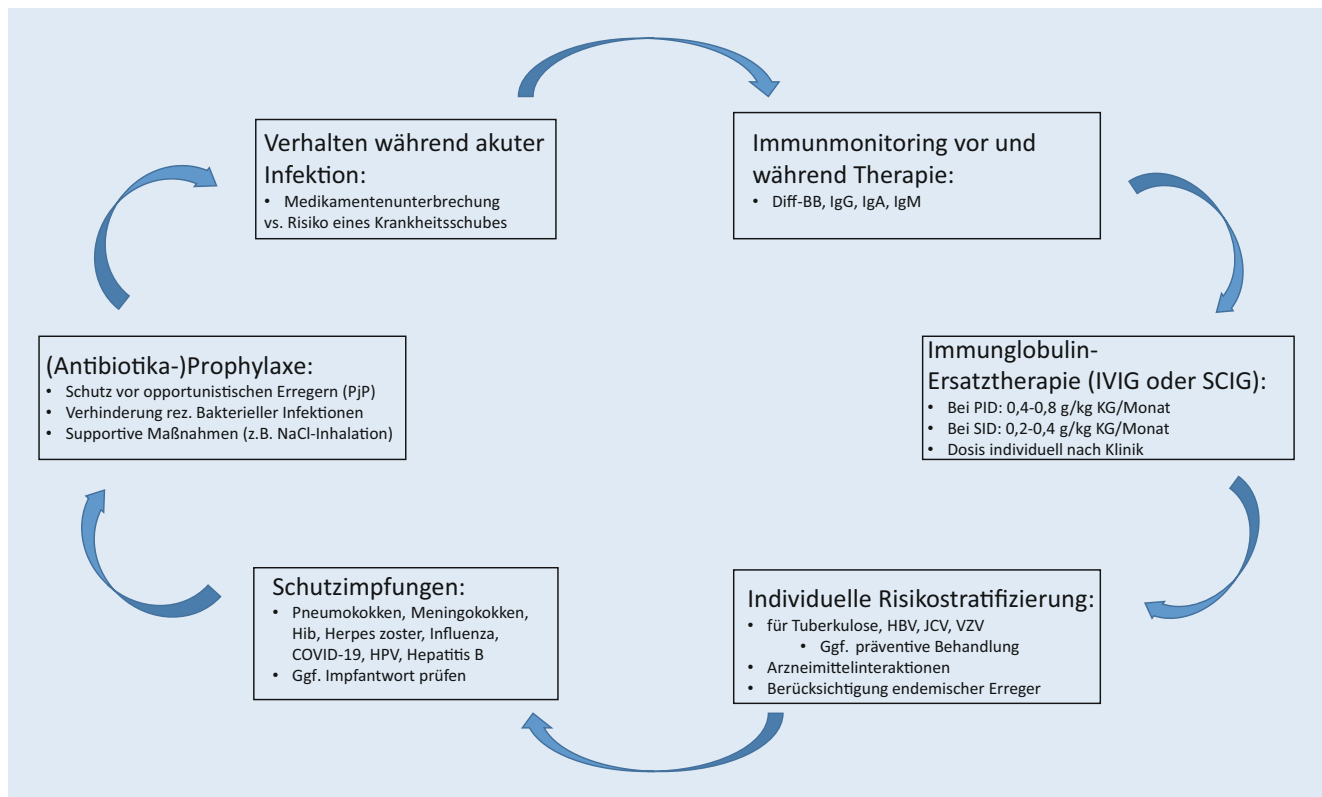 Verhalten während akuter
Infektion:
• Medikamentenunterbrechung
vs. Risiko eines Krankheitsschubes
Immunmonitoring vor und
während Therapie:
• Diff-BB, IgG, IgA, IgM
Immunglobulin-
Ersatztherapie (IVIG oder SCIG):
• Bei PID: 0,4-0,8 g/kg KG/Monat
• Bei SID: 0,2-0,4 g/kg KG/Monat
• Dosis individuell nach Klinik
Individuelle Risikostratifizierung:
• für Tuberkulose, HBV, JCV, VZV
• Ggf. präventive Behandlung
• Arzneimittelinteraktionen
• Berücksichtigung endemischer Erreger
Schutzimpfungen:
• Pneumokokken, Meningokokken,
Hib, Herpes zoster, Influenza,
COVID-19, HPV, Hepatitis B
• Ggf. Impfantwort prüfen
(Antibiotika-)Prophylaxe:
• Schutz vor opportunistischen Erregern (PjP)
• Verhinderung rez. Bakterieller Infektionen
• Supportive Maßnahmen (z.B. NaCl-Inhalation)